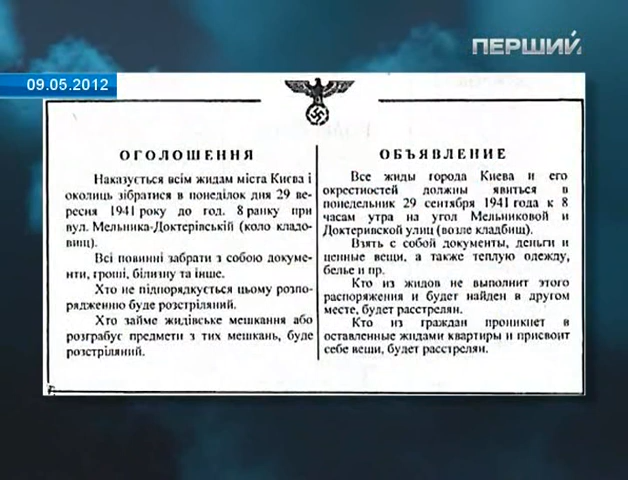 ПЕРШИЙ
09.05.2012
ОГОЛОШЕННЯ
Наказується всім жидам міста Києва і
околиць зібратися в понеділок дня 29 ве-
ресня 1941 року до год. 8 ранку при
вул. Мельника-Доктерівській (коло кладо-
вищ).
Всі повинні забрати з собою докуме-
нти, гроші, білизну та інше.
Хто не підпорядкується цьому розпо-
рядженню буде розстріляний.
Хто займе жидівське мешкання або
розграбує предмети з тих мешкань, буде
розстріляний.
ОБЪЯВЛЕНИЕ
Все жиды города Киева и его
окрестностей должны явиться в
понедельник 29 сентября 1941 года к 8
часам утра на угол Мельниковой и
Доктеривской улиц (возле кладбищ).
Взять с собой документы, деньги и
ценные вещи, а также теплую одежду,
белье и пр.
Кто из жидов не выполнит этого
распоряжения и будет найден в другом
месте, будет расстрелян.
Кто из граждан проникнет в
оставленные жидами квартиры и присвоит
себе вещи, будет расстрелян.